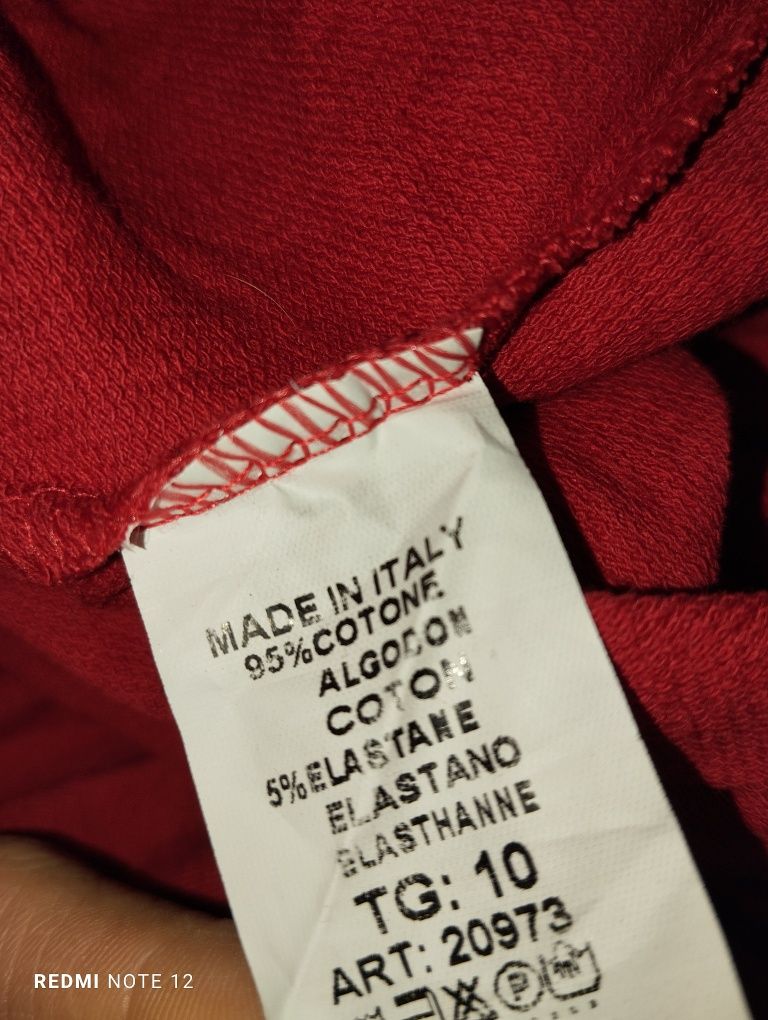 MADE IN ITALY
95%COTONE
ALGODON
COTON
5%ELASTANE
ELASTANO
ELASTHANNE
TG: 10
ART: 20973
P
REDMI NOTE 12